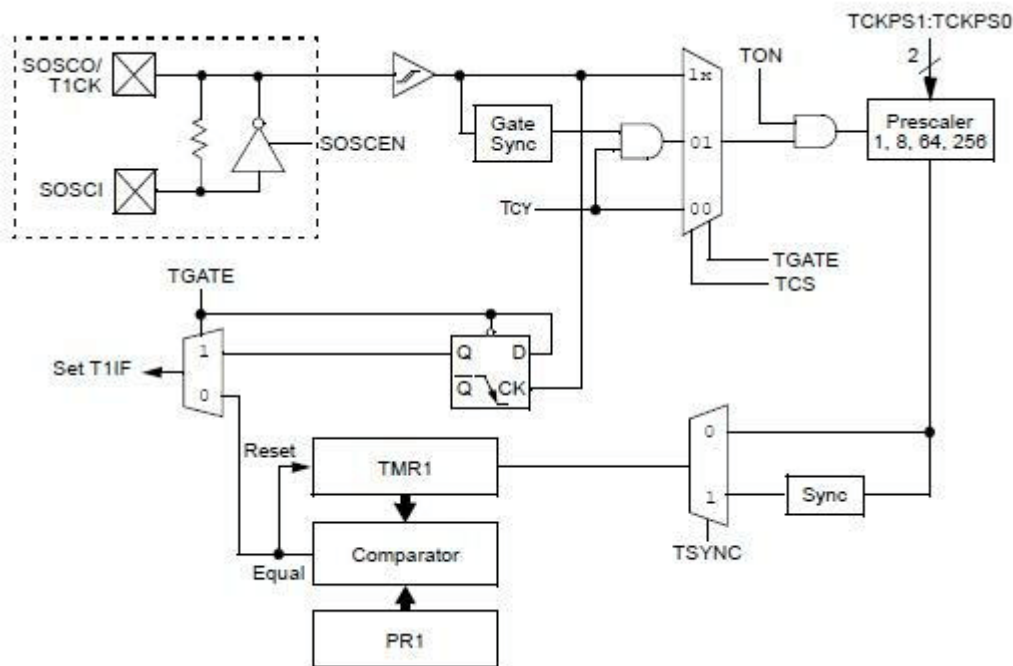 TCKPS1:TCKPS0
SOSCO/
T1CK
TON
2
1x
Gate
Sync
Prescaler
1, 8, 64, 256
SOSCEN
01
SOSCI
TCY
00
TGATE
TCS
TGATE
1
Q
D
Set T1IF
Q
CK
0
0
Reset
TMR1
1
Sync
TSYNC
Comparator
Equal
PR1